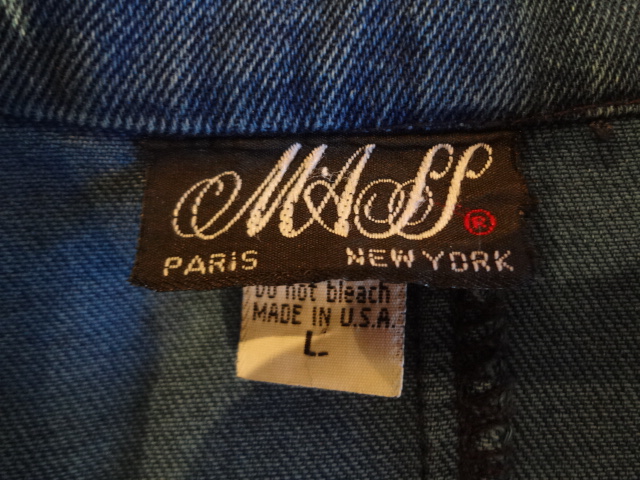 MASS®
PARIS NEW YORK
Do not bleach
MADE IN U.S.A.
L